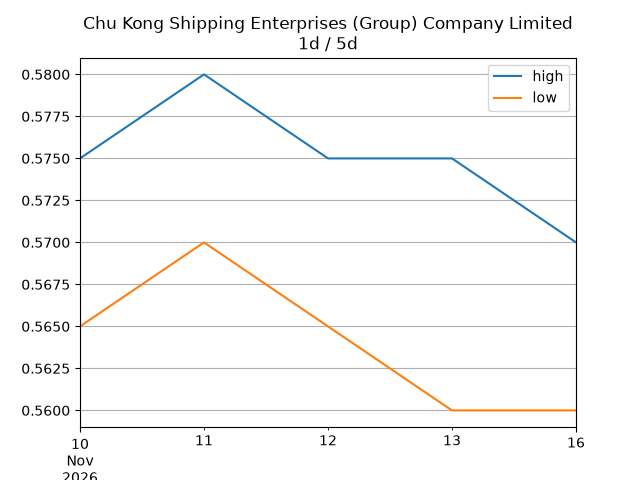 Chu Kong Shipping Enterprises (Group) Company Limited
1d / 5d
high
low
0.5800
0.5775
0.5750
0.5725
0.5700
0.5675
0.5650
0.5625
0.5600
10 11 12 13 16
Nov
2026